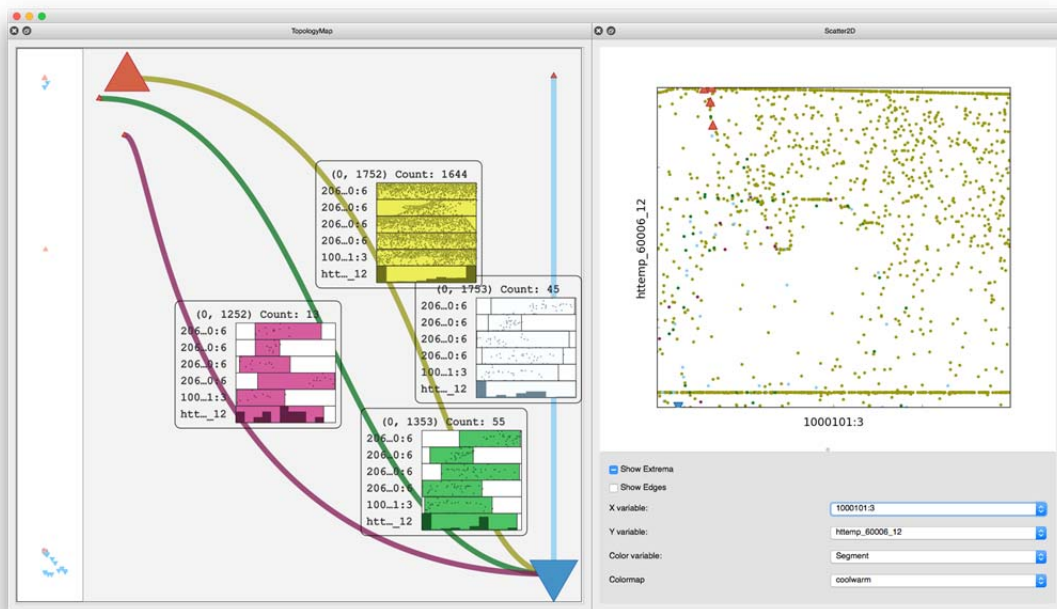 TopologyMap
Scatter2D
(0, 1752) Count: 1644
206…0:6
206…0:6
206…0:6
206…0:6
100…1:3
htt…_12
(0, 1753) Count: 45
206…0:6
206…0:6
206…0:6
206…0:6
100…1:3
htt…_12
(0, 1252) Count: 13
206…0:6
206…0:6
206…0:6
206…0:6
100…1:3
htt…_12
(0, 1353) Count: 55
206…0:6
206…0:6
206…0:6
206…0:6
100…1:3
htt…_12
httemp_60006_12
1000101:3
Show Extrema
Show Edges
X variable: 1000101:3
Y variable: httemp_60006_12
Color variable: Segment
Colormap coolwarm